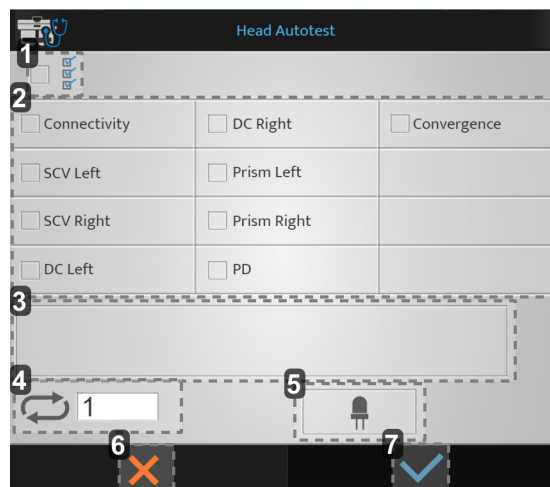 Head Autotest
1
2
Connectivity DC Right Convergence
SCV Left Prism Left
SCV Right Prism Right
DC Left PD
3
4 5
1
6 7